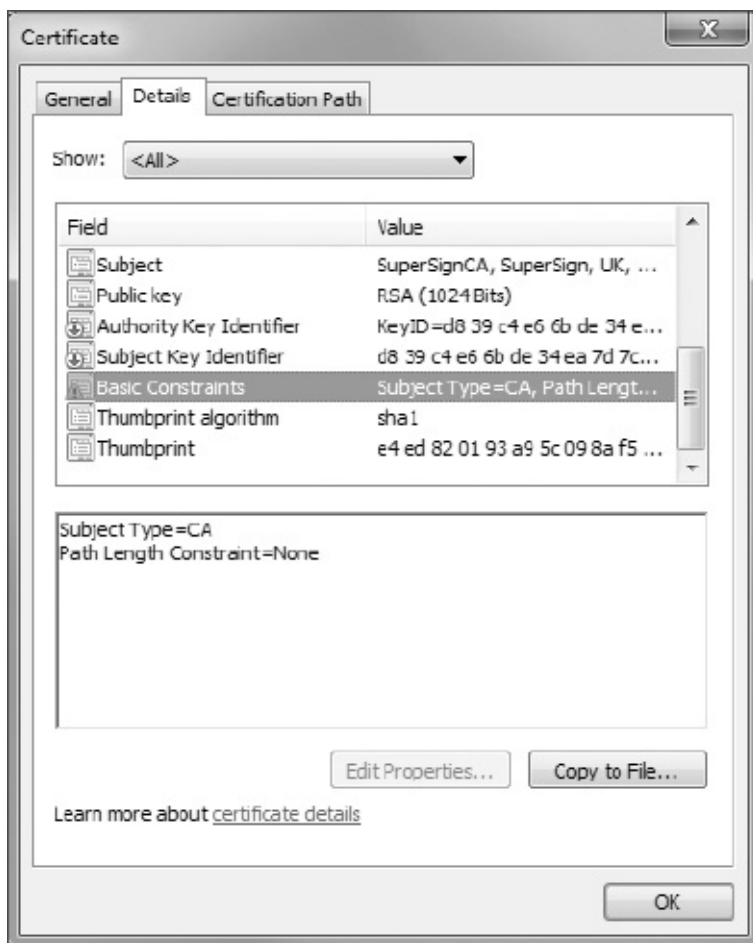 Certificate
X
General Details Certification Path
Show: <All>
Field Value
Subject SuperSignCA, SuperSign, UK, ...
Public key RSA (1024 Bits)
Authority Key Identifier KeyID=d8 39 c4 e6 6b de 34 e...
Subject Key Identifier d8 39 c4 e6 6b de 34 ea 7d 7c...
Basic Constraints Subject Type=CA, Path Lengt...
Thumbprint algorithm sha1
Thumbprint e4 ed 82 01 93 a9 5c 09 8a f5 ...
Subject Type=CA
Path Length Constraint=None
Edit Properties... Copy to File...
Learn more about certificate details
OK